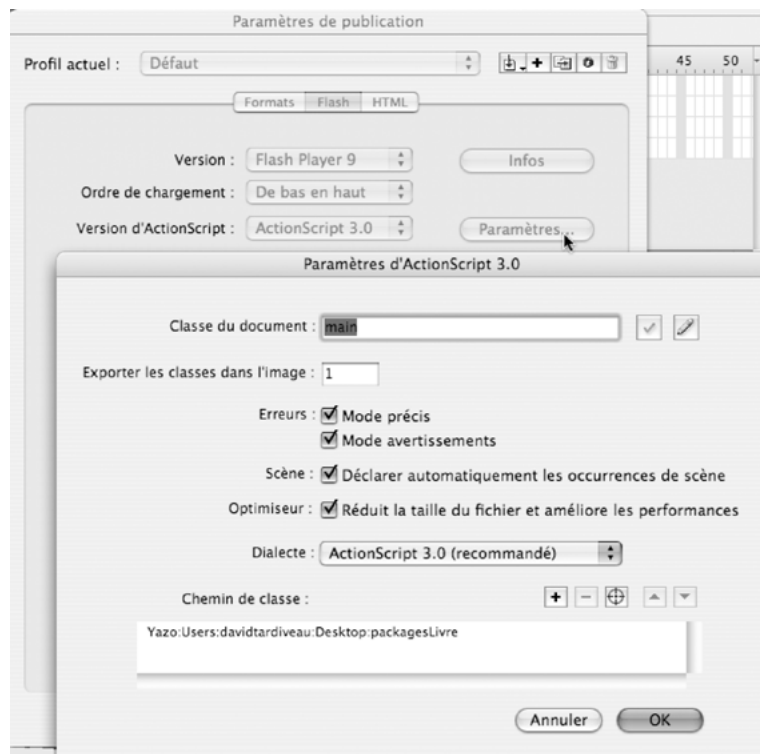 Paramètres de publication
Profil actuel : Défaut
45 50
Formats Flash HTML
Version : Flash Player 9 Infos
Ordre de chargement : De bas en haut
Version d'ActionScript : ActionScript 3.0 Paramètres...
Paramètres d'ActionScript 3.0
Classe du document : main
Exporter les classes dans l'image : 1
Erreurs : Mode précis
Mode avertissements
Scène : Déclarer automatiquement les occurrences de scène
Optimiseur : Réduit la taille du fichier et améliore les performances
Dialecte : ActionScript 3.0 (recommandé)
Chemin de classe :
Yazo:Users:davidtardiveau:Desktop:packagesLivre
Annuler OK